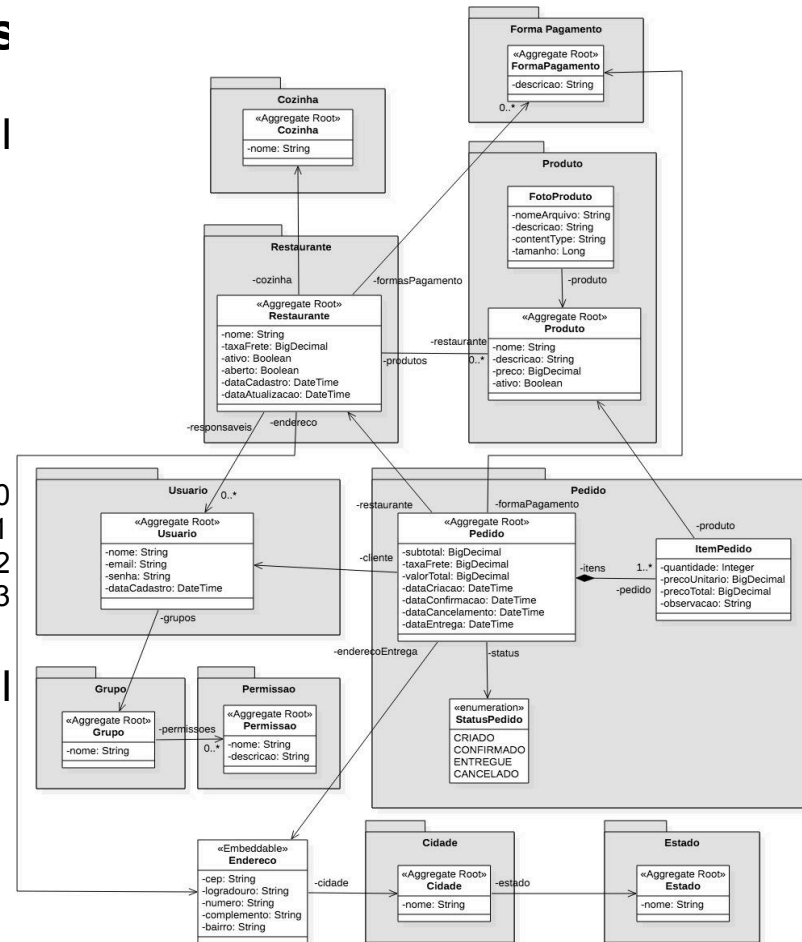 s
l
0
1
2
3
l
Forma Pagamento
«Aggregate Root»
FormaPagamento
-descricao: String
0..*
Cozinha
«Aggregate Root»
Cozinha
-nome: String
Produto
FotoProduto
-nomeArquivo: String
-descricao: String
-contentType: String
-tamanho: Long
-produto
«Aggregate Root»
Produto
-nome: String
-descricao: String
-preco: BigDecimal
-ativo: Boolean
Restaurante
-cozinha
-formasPagamento
«Aggregate Root»
Restaurante
-nome: String
-taxaFrete: BigDecimal
-ativo: Boolean
-aberto: Boolean
-dataCadastro: DateTime
-dataAtualizacao: DateTime
-restaurante
-produtos
0..*
-responsaveis
-endereco
Usuario
0..*
«Aggregate Root»
Usuario
-nome: String
-email: String
-senha: String
-dataCadastro: DateTime
-grupos
-cliente
Pedido
-restaurante
-formaPagamento
«Aggregate Root»
Pedido
-subtotal: BigDecimal
-taxaFrete: BigDecimal
-valorTotal: BigDecimal
-dataCriacao: DateTime
-dataConfirmacao: DateTime
-dataCancelamento: DateTime
-dataEntrega: DateTime
-produto
-itens
1..*
-pedido
ItemPedido
-quantidade: Integer
-precoUnitario: BigDecimal
-precoTotal: BigDecimal
-observacao: String
-enderecoEntrega
-status
«enumeration»
StatusPedido
CRIADO
CONFIRMADO
ENTREGUE
CANCELADO
Grupo
«Aggregate Root»
Grupo
-nome: String
-permissoes
0..*
Permissao
«Aggregate Root»
Permissao
-nome: String
-descricao: String
«Embeddable»
Endereco
-cep: String
-logradouro: String
-numero: String
-complemento: String
-bairro: String
-cidade
Cidade
«Aggregate Root»
Cidade
-nome: String
-estado
Estado
«Aggregate Root»
Estado
-nome: String